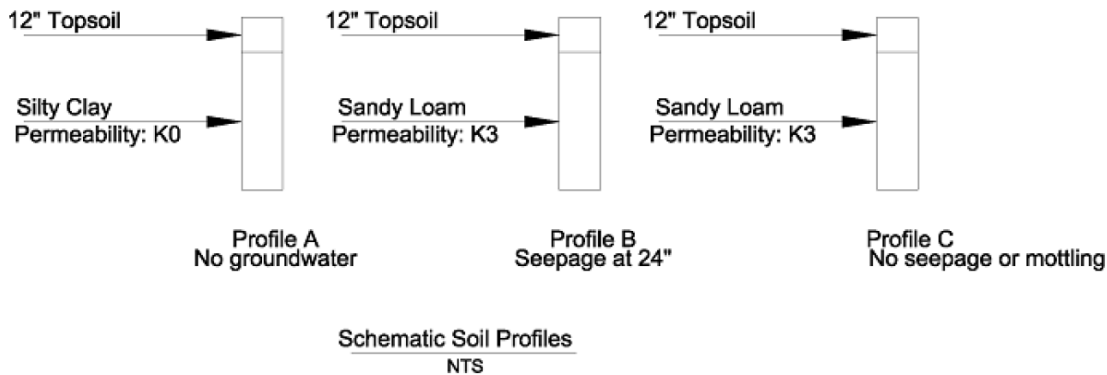 12" Topsoil
Silty Clay
Permeability: K0
Profile A
No groundwater
12" Topsoil
Sandy Loam
Permeability: K3
Profile B
Seepage at 24"
12" Topsoil
Sandy Loam
Permeability: K3
Profile C
No seepage or mottling
Schematic Soil Profiles
NTS